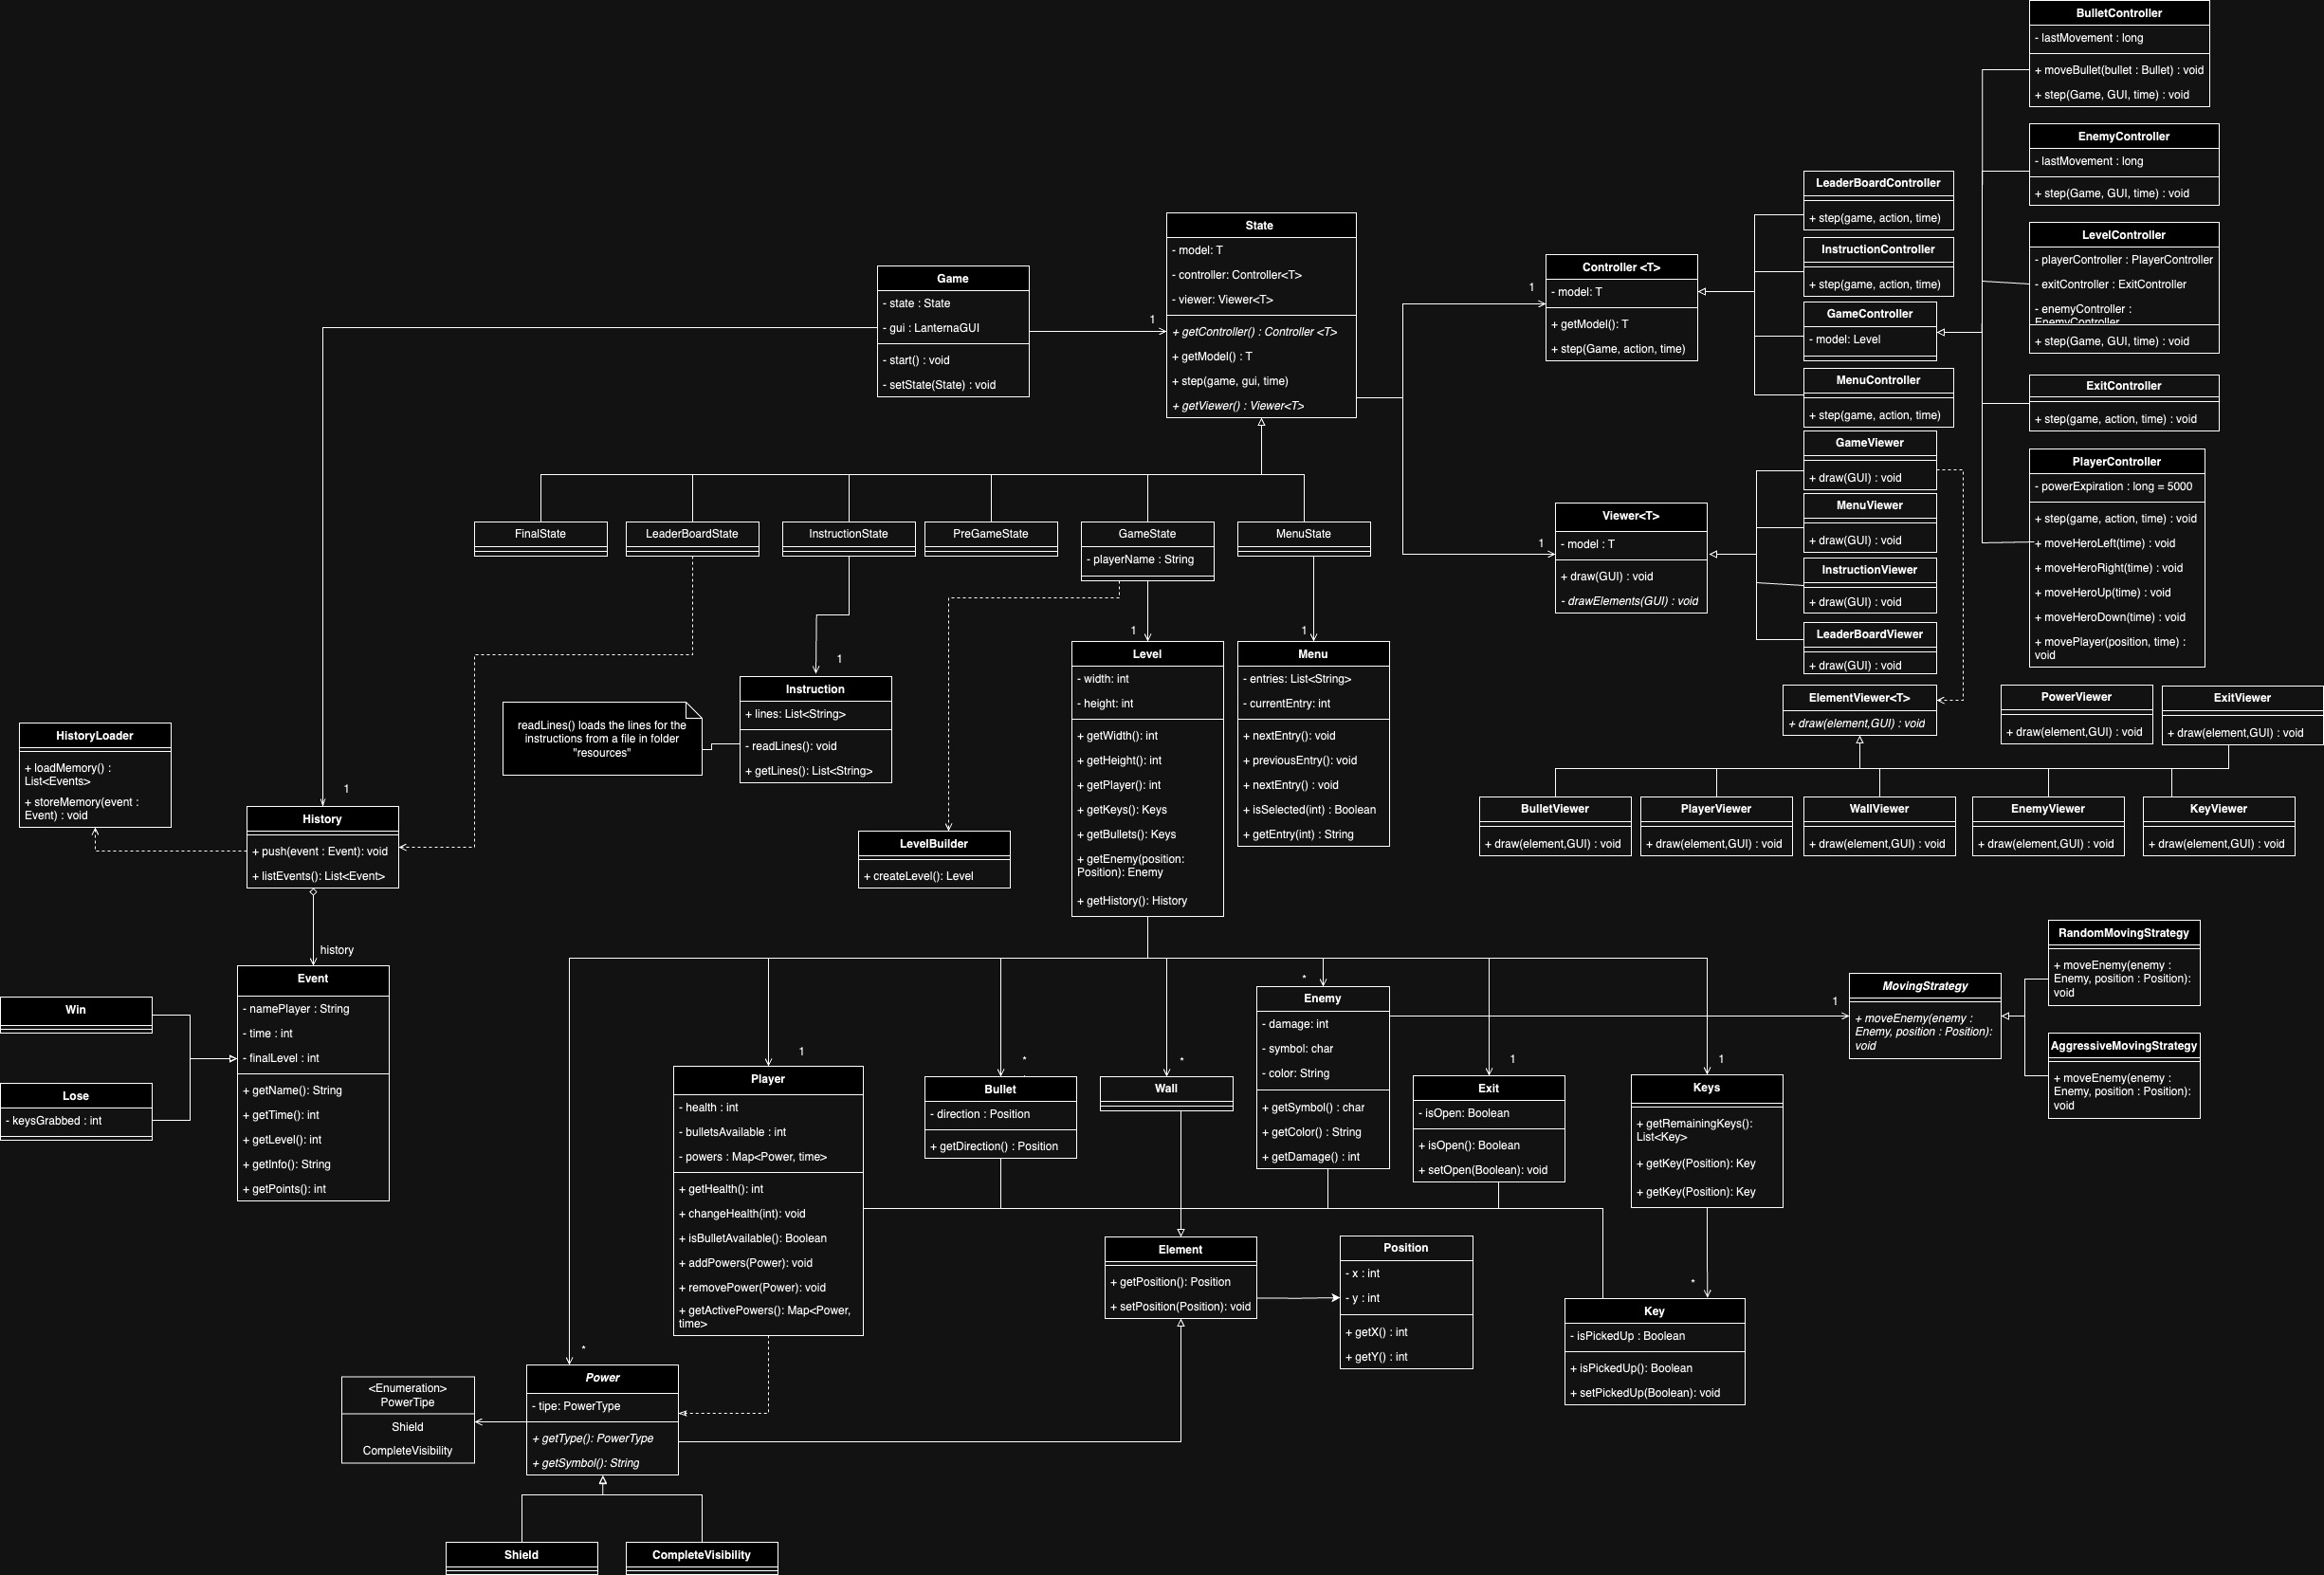 BulletController
- lastMovement : long
+ moveBullet(bullet : Bullet) : void
+ step(Game, GUI, time) : void
EnemyController
- lastMovement : long
+ step(Game, GUI, time) : void
LevelController
- playerController : PlayerController
- exitController : ExitController
- enemyController :
EnemyController
+ step(Game, GUI, time) : void
ExitController
+ step(game, action, time) : void
PlayerController
- powerExpiration : long = 5000
+ step(game, action, time) : void
+ moveHeroLeft(time) : void
+ moveHeroRight(time) : void
+ moveHeroUp(time) : void
+ moveHeroDown(time) : void
+ movePlayer(position, time) :
void
LeaderBoardController
+ step(game, action, time)
InstructionController
+ step(game, action, time)
GameController
- model: Level
MenuController
+ step(game, action, time)
Controller <T>
- model: T
+ getModel(): T
+ step(Game, action, time)
1
State
- model: T
- controller: Controller<T>
- viewer: Viewer<T>
+ getController() : Controller <T>
+ getModel() : T
+ step(game, gui, time)
+ getViewer() : Viewer<T>
1
Game
- state : State
- gui : LanternaGUI
- start() : void
- setState(State) : void
GameViewer
+ draw(GUI) : void
MenuViewer
+ draw(GUI) : void
InstructionViewer
+ draw(GUI) : void
LeaderBoardViewer
+ draw(GUI) : void
Viewer<T>
- model : T
+ draw(GUI) : void
- drawElements(GUI) : void
1
FinalState
LeaderBoardState
InstructionState
PreGameState
GameState
- playerName : String
MenuState
1
Instruction
+ lines: List<String>
- readLines(): void
+ getLines(): List<String>
readLines() loads the lines for the
instructions from a file in folder
"resources"
1
Level
- width: int
- height: int
+ getWidth(): int
+ getHeight(): int
+ getPlayer(): int
+ getKeys(): Keys
+ getBullets(): Keys
+ getEnemy(position:
Position): Enemy
+ getHistory(): History
1
Menu
- entries: List<String>
- currentEntry: int
+ nextEntry(): void
+ previousEntry(): void
+ nextEntry() : void
+ isSelected(int) : Boolean
+ getEntry(int) : String
LevelBuilder
+ createLevel(): Level
ElementViewer<T>
+ draw(element,GUI) : void
PowerViewer
+ draw(element,GUI) : void
ExitViewer
+ draw(element,GUI) : void
BulletViewer
+ draw(element,GUI) : void
PlayerViewer
+ draw(element,GUI) : void
WallViewer
+ draw(element,GUI) : void
EnemyViewer
+ draw(element,GUI) : void
KeyViewer
+ draw(element,GUI) : void
HistoryLoader
+ loadMemory() :
List<Events>
+ storeMemory(event :
Event) : void
1
History
+ push(event : Event): void
+ listEvents(): List<Event>
history
Event
- namePlayer : String
- time : int
- finalLevel : int
+ getName(): String
+ getTime(): int
+ getLevel(): int
+ getInfo(): String
+ getPoints(): int
Win
Lose
- keysGrabbed : int
1
Player
- health : int
- bulletsAvailable : int
- powers : Map<Power, time>
+ getHealth(): int
+ changeHealth(int): void
+ isBulletAvailable(): Boolean
+ addPowers(Power): void
+ removePower(Power): void
+ getActivePowers(): Map<Power,
time>
*
Bullet
- direction : Position
+ getDirection() : Position
*
Wall
*
Enemy
- damage: int
- symbol: char
- color: String
+ getSymbol() : char
+ getColor() : String
+ getDamage() : int
1
Exit
- isOpen: Boolean
+ isOpen(): Boolean
+ setOpen(Boolean): void
1
Keys
+ getRemainingKeys():
List<Key>
+ getKey(Position): Key
+ getKey(Position): Key
1
MovingStrategy
+ moveEnemy(enemy :
Enemy, position : Position):
void
RandomMovingStrategy
+ moveEnemy(enemy :
Enemy, position : Position):
void
AggressiveMovingStrategy
+ moveEnemy(enemy :
Enemy, position : Position):
void
Element
+ getPosition(): Position
+ setPosition(Position): void
Position
- x : int
- y : int
+ getX() : int
+ getY() : int
*
Key
- isPickedUp : Boolean
+ isPickedUp(): Boolean
+ setPickedUp(Boolean): void
*
Power
- tipe: PowerType
+ getType(): PowerType
+ getSymbol(): String
<Enumeration>
PowerTipe
Shield
CompleteVisibility
Shield
CompleteVisibility